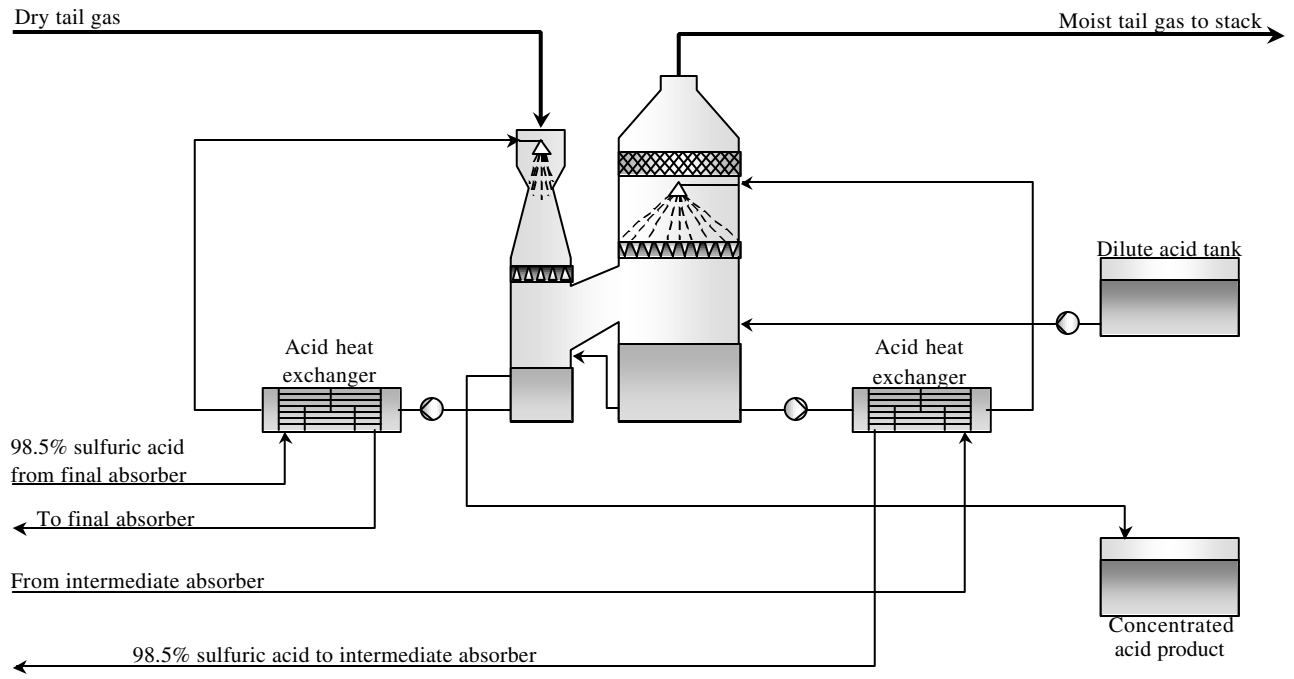 Dry tail gas
Moist tail gas to stack
Dilute acid tank
Acid heat
exchanger
Acid heat
exchanger
98.5% sulfuric acid
from final absorber
To final absorber
From intermediate absorber
Concentrated
acid product
98.5% sulfuric acid to intermediate absorber